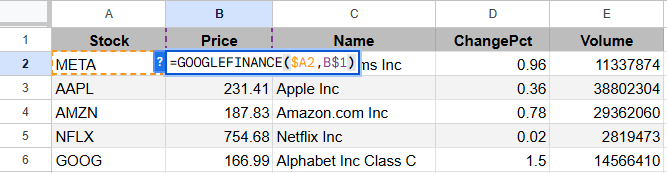 A B C D E
1 Stock Price Name ChangePct Volume
2 META ? =GOOGLEFINANCE($A2,B$1) ms Inc 0.96 11337874
3 AAPL 231.41 Apple Inc 0.36 38802304
4 AMZN 187.83 Amazon.com Inc 0.78 29362060
5 NFLX 754.68 Netflix Inc 0.02 2819473
6 GOOG 166.99 Alphabet Inc Class C 1.5 14566410